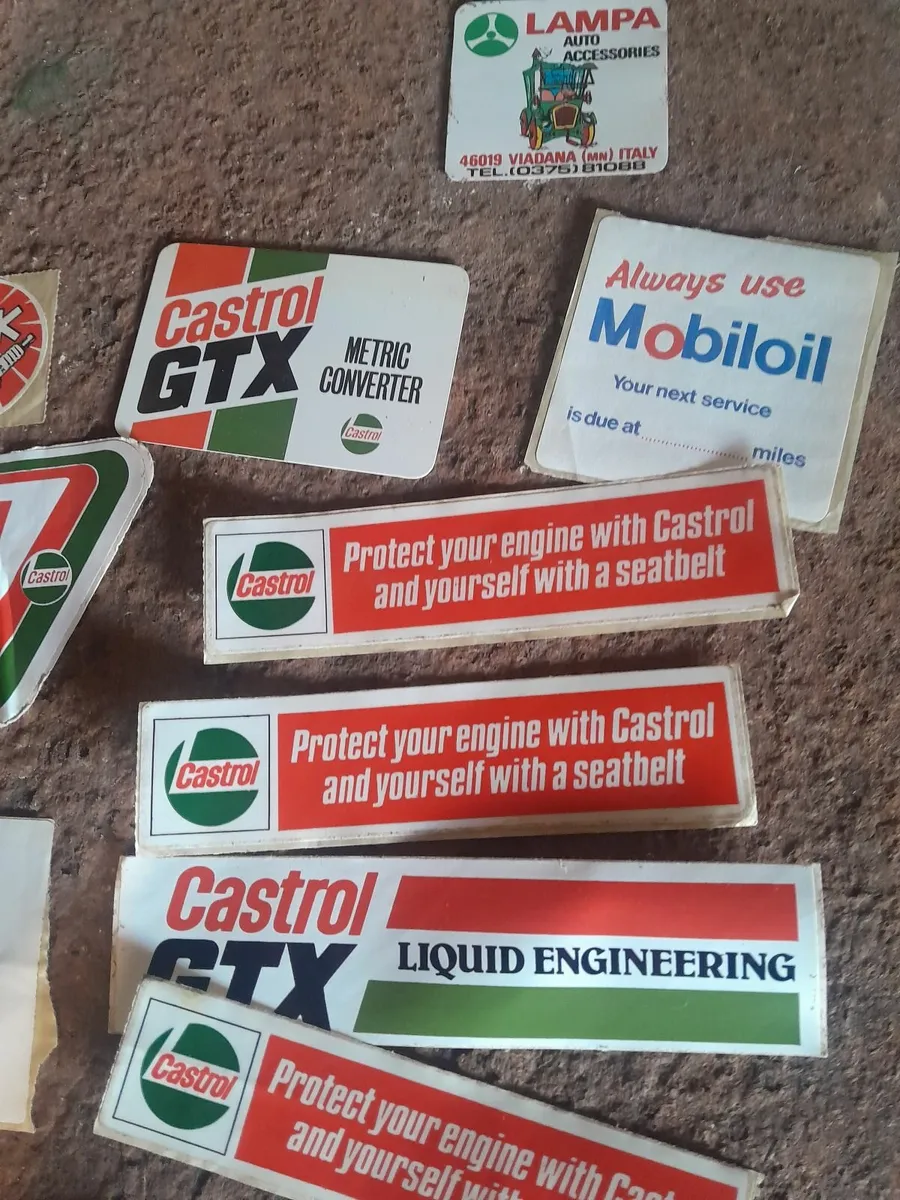 LAMPA
AUTO
ACCESSORIES
46019 VIADANA (MN) ITALY
TEL.(0375)81088
Castrol
GTX
METRIC
CONVERTER
Castrol
Always use
Mobiloil
Your next service
is due at .......................... miles
Castrol
Castrol
Protect your engine with Castrol
and yourself with a seatbelt
Castrol
Protect your engine with Castrol
and yourself with a seatbelt
Castrol
GTX
LIQUID ENGINEERING
Castrol
Protect your engine with
and yourself